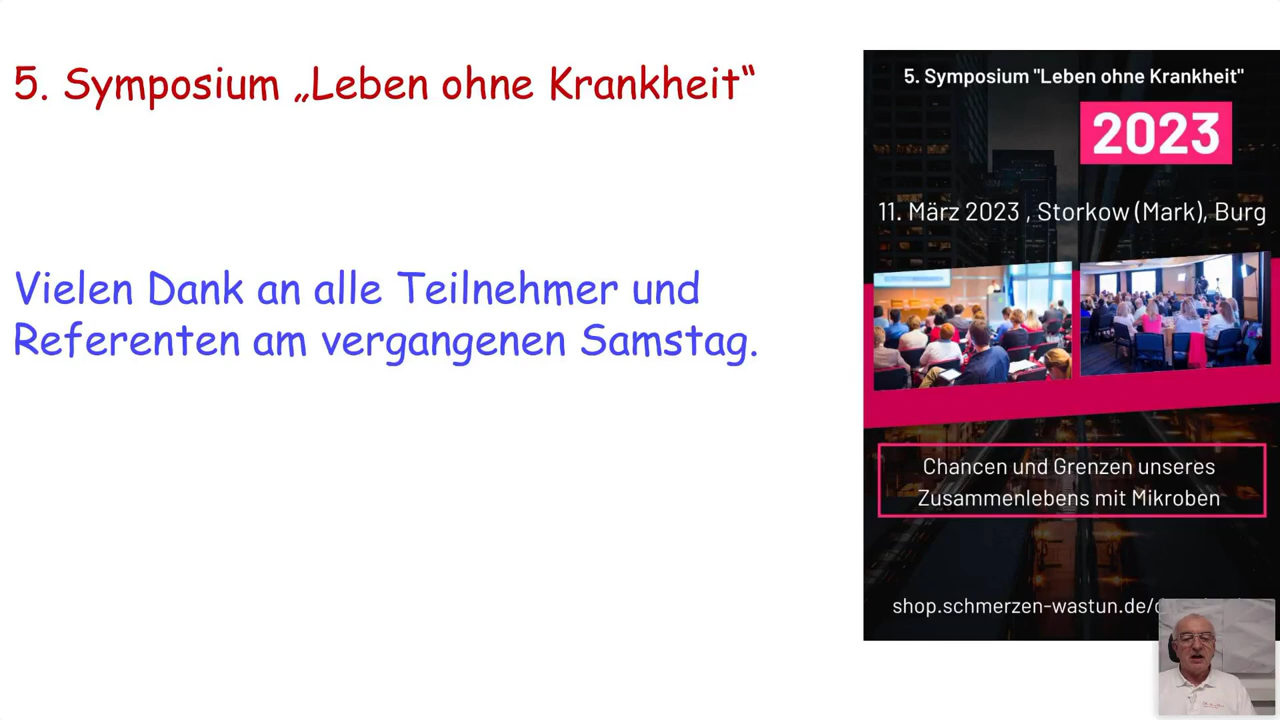 5. Symposium „Leben ohne Krankheit“
Vielen Dank an alle Teilnehmer und
Referenten am vergangenen Samstag.
5. Symposium "Leben ohne Krankheit"
2023
11. März 2023 , Storkow (Mark), Burg
Chancen und Grenzen unseres
Zusammenlebens mit Mikroben
shop.schmerzen-wastun.de/